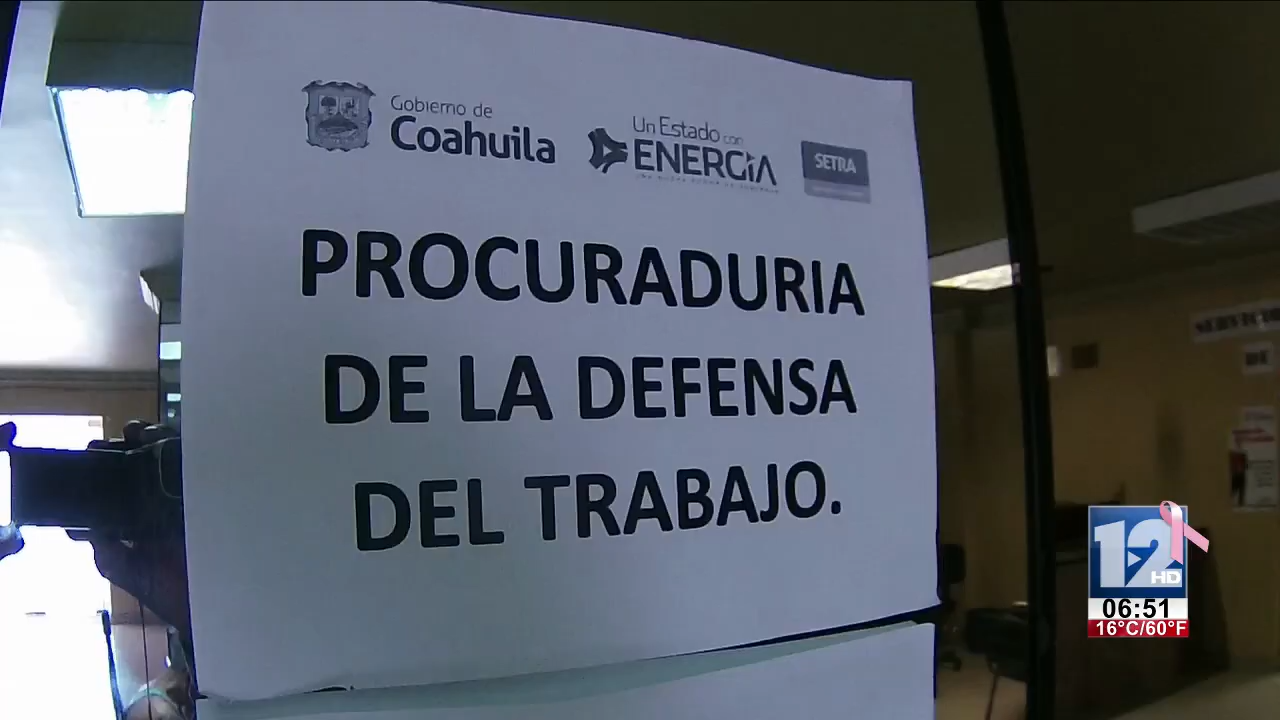 Gobierno de
Coahuila
Un Estado con
ENERGÍA
SETRA
PROCURADURIA
DE LA DEFENSA
DEL TRABAJO.
12
HD
06:51
16°C/60°F